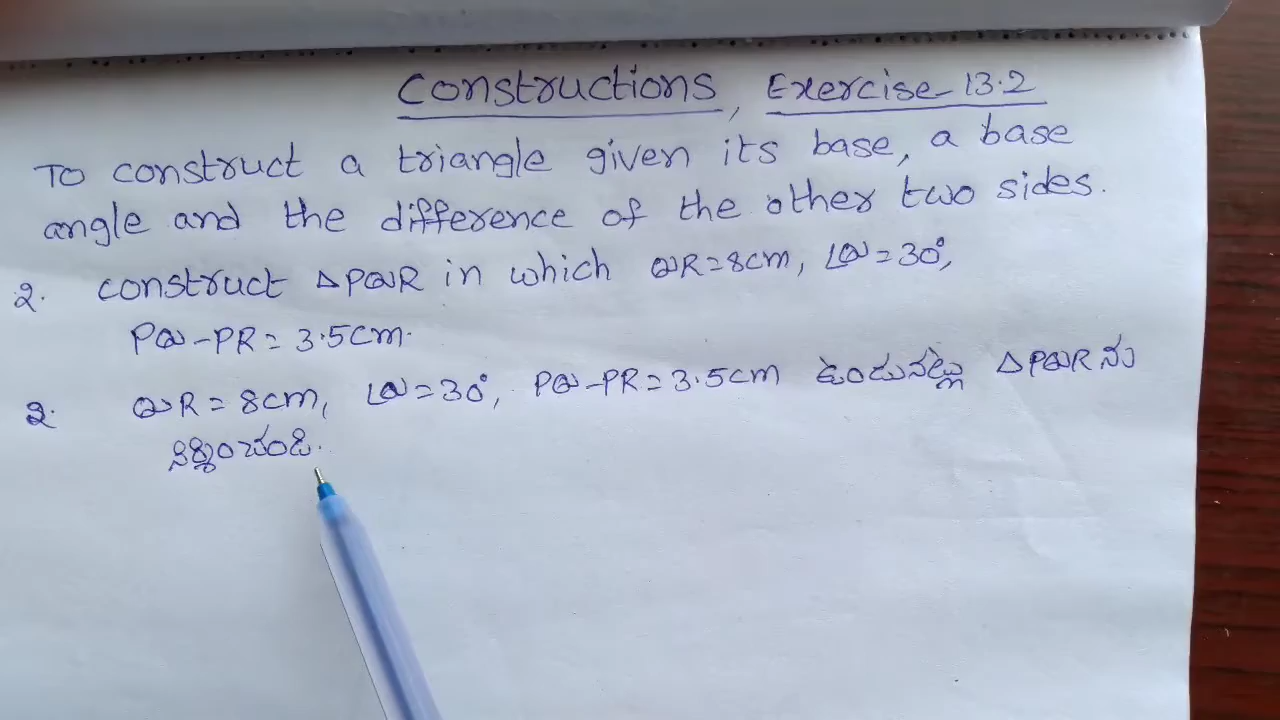 Constructions, Exercise-13.2
To construct a triangle given its base, a base
angle and the difference of the other two sides.
2. construct △PQR in which QR=8cm, ∠Q=30°,
PQ-PR=3.5cm.
2. QR=8cm, ∠Q=30°, PQ-PR=3.5cm ఉండునట్లు △PQR ను
నిర్మించండి.